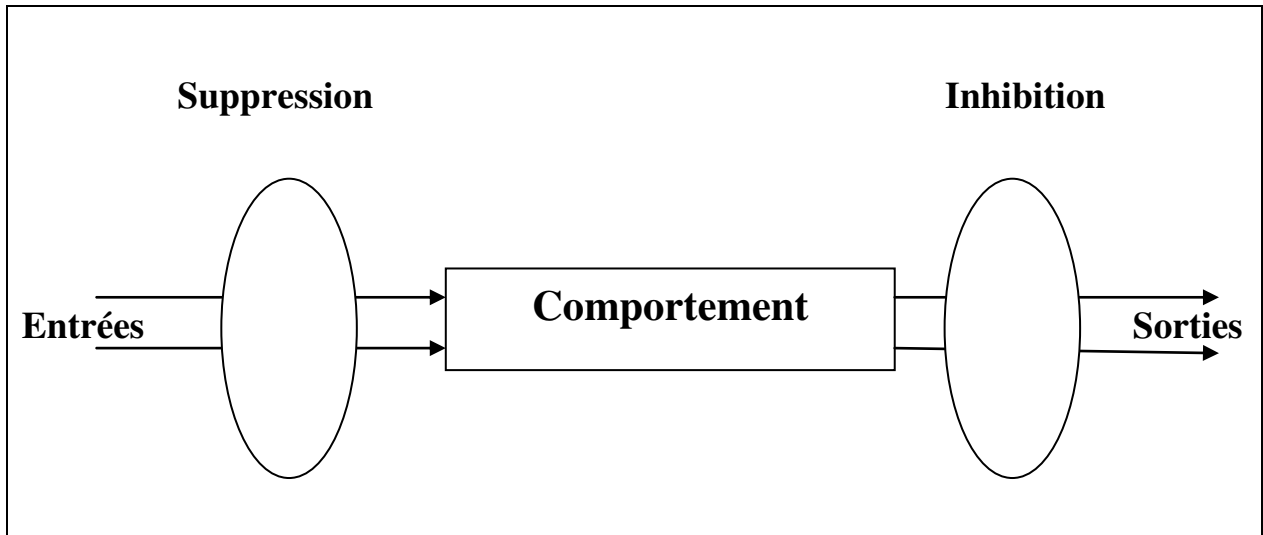 Suppression
Inhibition
Comportement
Entrées
Sorties